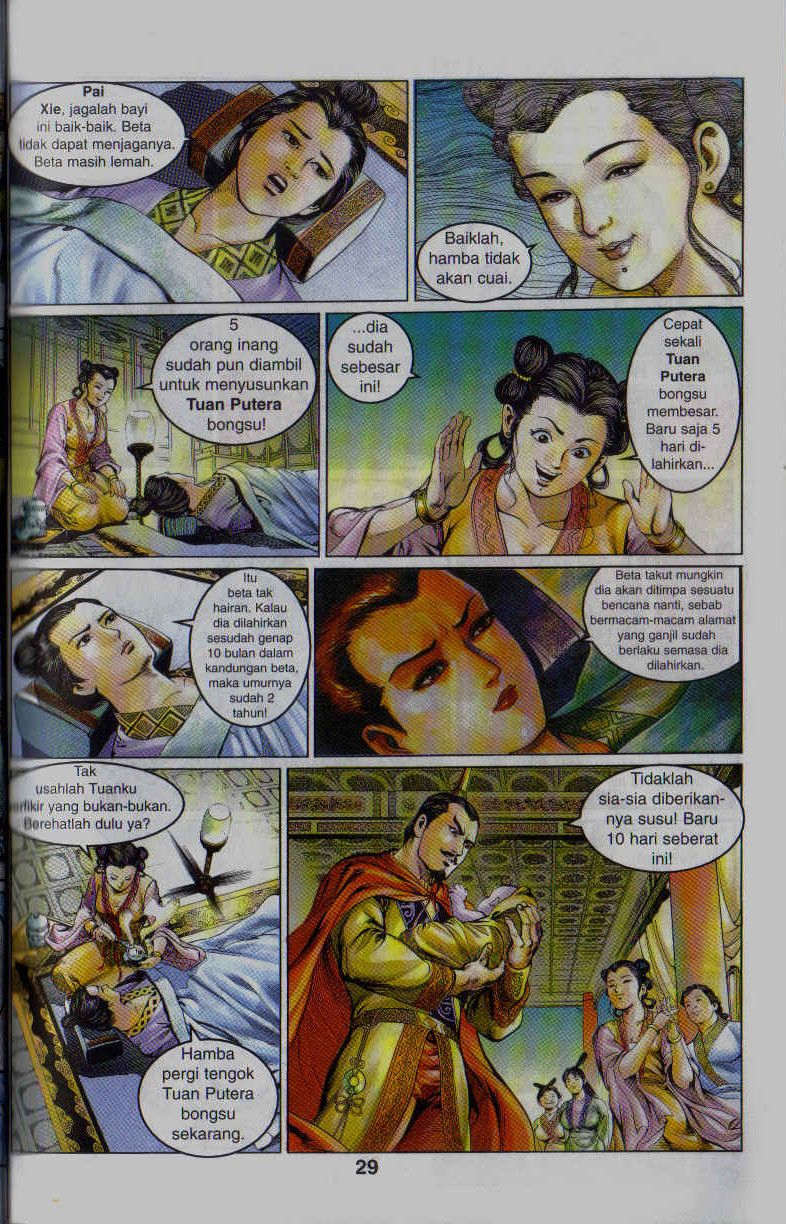 Pai
Xie, jagalah bayi
ini baik-baik. Beta
tidak dapat menjaganya.
Beta masih lemah.
Baiklah,
hamba tidak
akan cuai.
5
orang inang
sudah pun diambil
untuk menyusunkan
Tuan Putera
bongsu!
Cepat
sekali
Tuan
Putera
bongsu
membesar.
Baru saja 5
hari di-
lahirkan...
...dia
sudah
sebesar
ini!
Itu
beta tak
hairan. Kalau
dia dilahirkan
sesudah genap
10 bulan dalam
kandungan beta,
maka umurnya
sudah 2
tahun!
Beta takut mungkin
dia akan ditimpa sesuatu
bencana nanti, sebab
bermacam-macam alamat
yang ganjil sudah
berlaku semasa dia
dilahirkan.
Tak
usahlah Tuanku
yang bukan-bukan.
Berehatlah dulu ya?
Hamba
pergi tengok
Tuan Putera
bongsu
sekarang.
Tidaklah
sia-sia diberikan-
nya susu! Baru
10 hari seberat
ini!
29